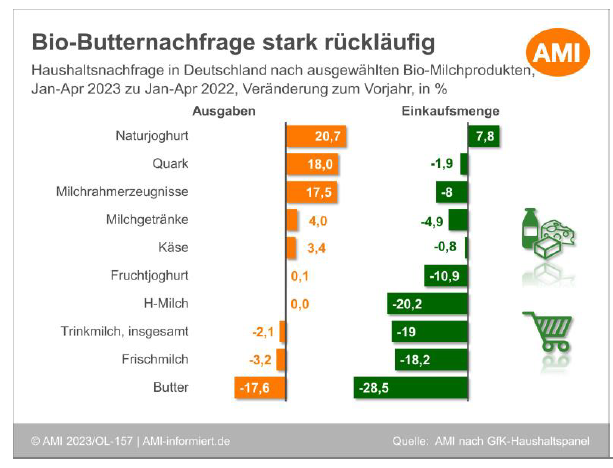 Bio-Butternachfrage stark rückläufig
AMI
Haushaltsnachfrage in Deutschland nach ausgewählten Bio-Milchprodukten,
Jan-Apr 2023 zu Jan-Apr 2022, Veränderung zum Vorjahr, in %
Ausgaben Einkaufsmenge
Naturjoghurt 20,7 7,8
Quark 18,0 -1,9
Milchrahmerzeugnisse 17,5 -8
Milchgetränke 4,0 -4,9
Käse 3,4 -0,8
Fruchtjoghurt 0,1 -10,9
H-Milch 0,0 -20,2
Trinkmilch, insgesamt -2,1 -19
Frischmilch -3,2 -18,2
Butter -17,6 -28,5
© AMI 2023/OL-157 | AMI-informiert.de Quelle: AMI nach GfK-Haushaltspanel